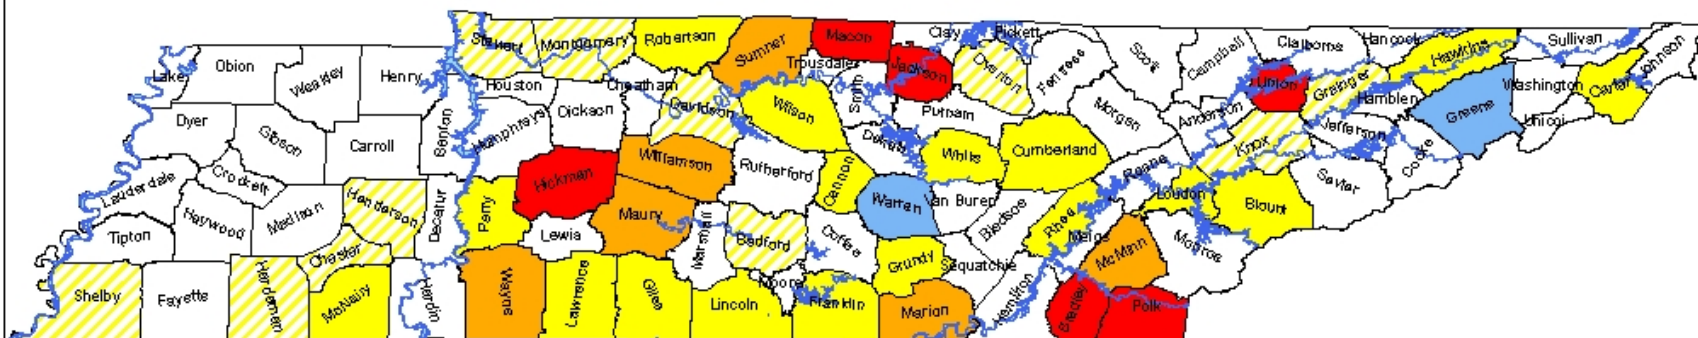 Lake
Obion
Weakley
Henry
Stewart
Montgomery
Robertson
Sumner
Macon
Trousdale
Clay
Pickett
Jackson
Overton
Fentress
Scott
Campbell
Claiborne
Hancock
Hawkins
Sullivan
Johnson
Carter
Washington
Unicoi
Greene
Hamblen
Grainger
Union
Anderson
Morgan
Putnam
Smith
Wilson
Davidson
Cheatham
Houston
Dickson
Humphreys
Benton
Carroll
Gibson
Dyer
Crockett
Lauderdale
Haywood
Madison
Henderson
Decatur
Perry
Hickman
Williamson
Rutherford
Cannon
Dekalb
White
Cumberland
Roane
Knox
Jefferson
Cocke
Sevier
Blount
Loudon
Rhea
Meigs
McMinn
Monroe
Bledsoe
Van Buren
Warren
Coffee
Bedford
Marshall
Maury
Lewis
Tipton
Shelby
Fayette
Hardeman
Chester
McNairy
Hardin
Wayne
Lawrence
Giles
Lincoln
Moore
Franklin
Grundy
Sequatchie
Marion
Hamilton
Bradley
Polk